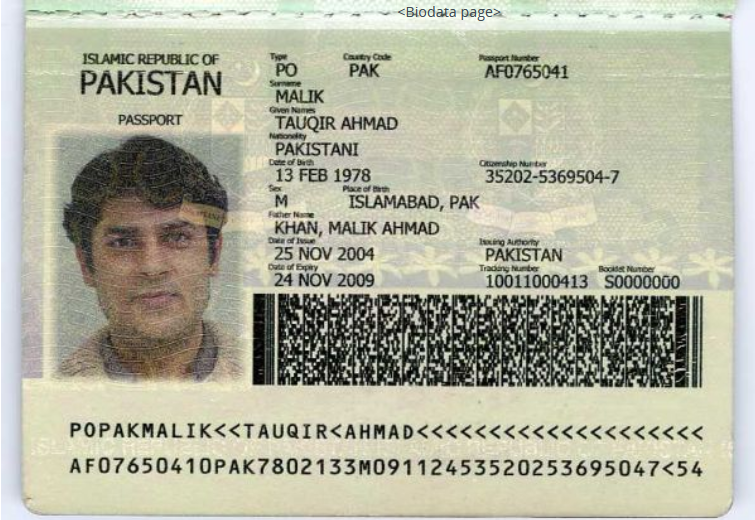 <Biodata page>
ISLAMIC REPUBLIC OF
PAKISTAN
PASSPORT
Type Country Code Passport Number
PO PAK AF0765041
Surname
MALIK
Given Names
TAUQIR AHMAD
Nationality
PAKISTANI
Date of Birth Citizenship Number
13 FEB 1978 35202-5369504-7
Sex Place of Birth
M ISLAMABAD, PAK
Father Name
KHAN, MALIK AHMAD
Date of Issue Issuing Authority
25 NOV 2004 PAKISTAN
Date of Expiry Tracking Number Booklet Number
24 NOV 2009 10011000413 S0000000
POPAKMALIK<<TAUQIR<AHMAD<<<<<<<<<<<<<<<<<<<<
AF07650410PAK7802133M09112453520253695047<54